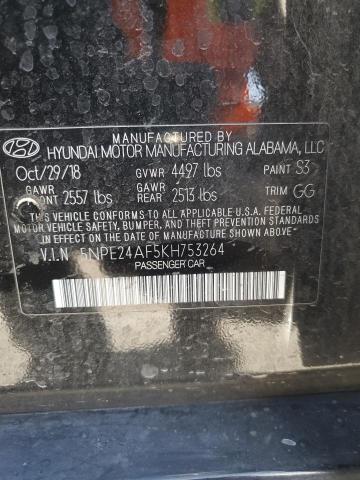 MANUFACTURED BY
HYUNDAI MOTOR MANUFACTURING ALABAMA, LLC
Oct/29/18 GVWR 4497 lbs PAINT S3
GAWR GAWR
FRONT 2557 lbs REAR 2513 lbs TRIM GG
THIS VEHICLE CONFORMS TO ALL APPLICABLE U.S. FEDERAL
MOTOR VEHICLE SAFETY, BUMPER, AND THEFT PREVENTION
STANDARDS IN EFFECT ON THE DATE OF MANUFACTURE SHOWN ABOVE.
V.I.N 5NPE24AF5KH753264
PASSENGER CAR